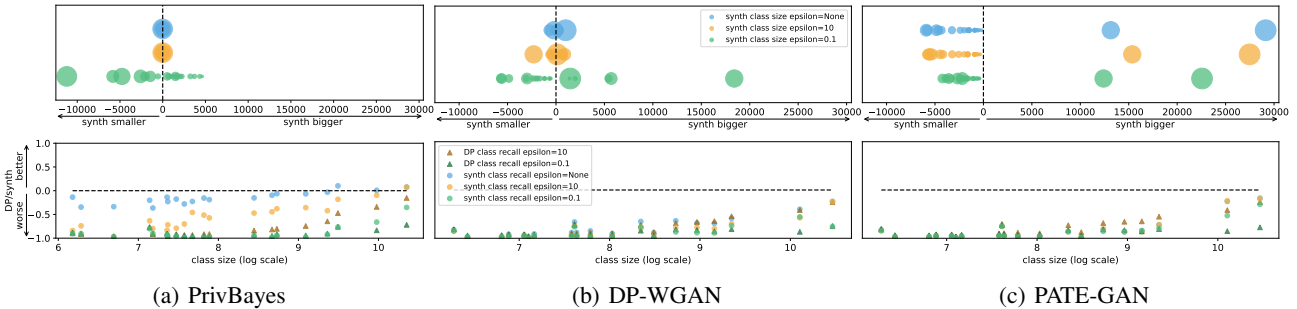 synth class size epsilon=None
synth class size epsilon=10
synth class size epsilon=0.1
−10000 −5000 0 5000 10000 15000 20000 25000 30000
synth smaller synth bigger
−10000 −5000 0 5000 10000 15000 20000 25000 30000
synth smaller synth bigger
−10000 −5000 0 5000 10000 15000 20000 25000 30000
synth smaller synth bigger
DP/synth
worse better
1.0
0.5
0.0
−0.5
−1.0
6 7 8 9 10
class size (log scale)
DP class recall epsilon=10
DP class recall epsilon=0.1
synth class recall epsilon=None
synth class recall epsilon=10
synth class recall epsilon=0.1
7 8 9 10
class size (log scale)
7 8 9 10
class size (log scale)
(a) PrivBayes
(b) DP-WGAN
(c) PATE-GAN